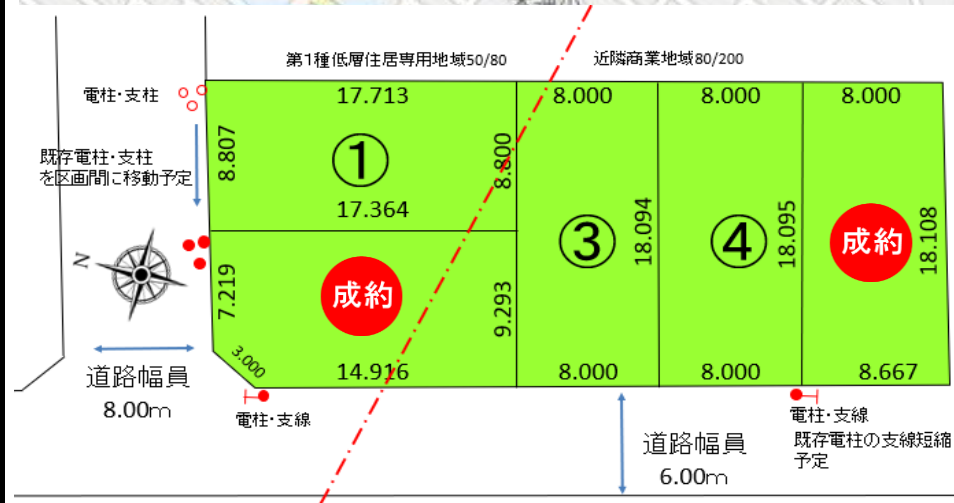 第1種低層住居専用地域50/80
近隣商業地域80/200
電柱・支柱
17.713
8.000
8.000
8.000
既存電柱・支柱
を区画間に移動予定
8.807
①
8.800
17.364
③
18.094
④
18.095
成約
18.108
N
7.219
成約
9.293
3.000
14.916
8.000
8.000
8.667
道路幅員
8.00m
電柱・支線
電柱・支線
既存電柱の支線短縮
予定
道路幅員
6.00m